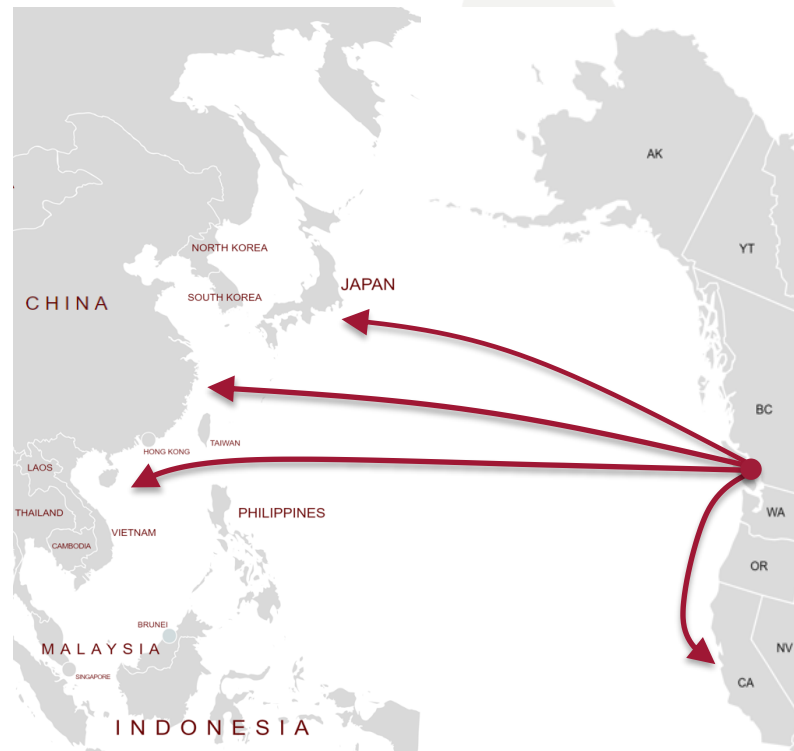 AK
YT
NORTH KOREA
JAPAN
SOUTH KOREA
CHINA
BC
TAIWAN
HONG KONG
LAOS
THAILAND
PHILIPPINES
WA
VIETNAM
CAMBODIA
OR
BRUNEI
MALAYSIA
NV
SINGAPORE
CA
INDONESIA